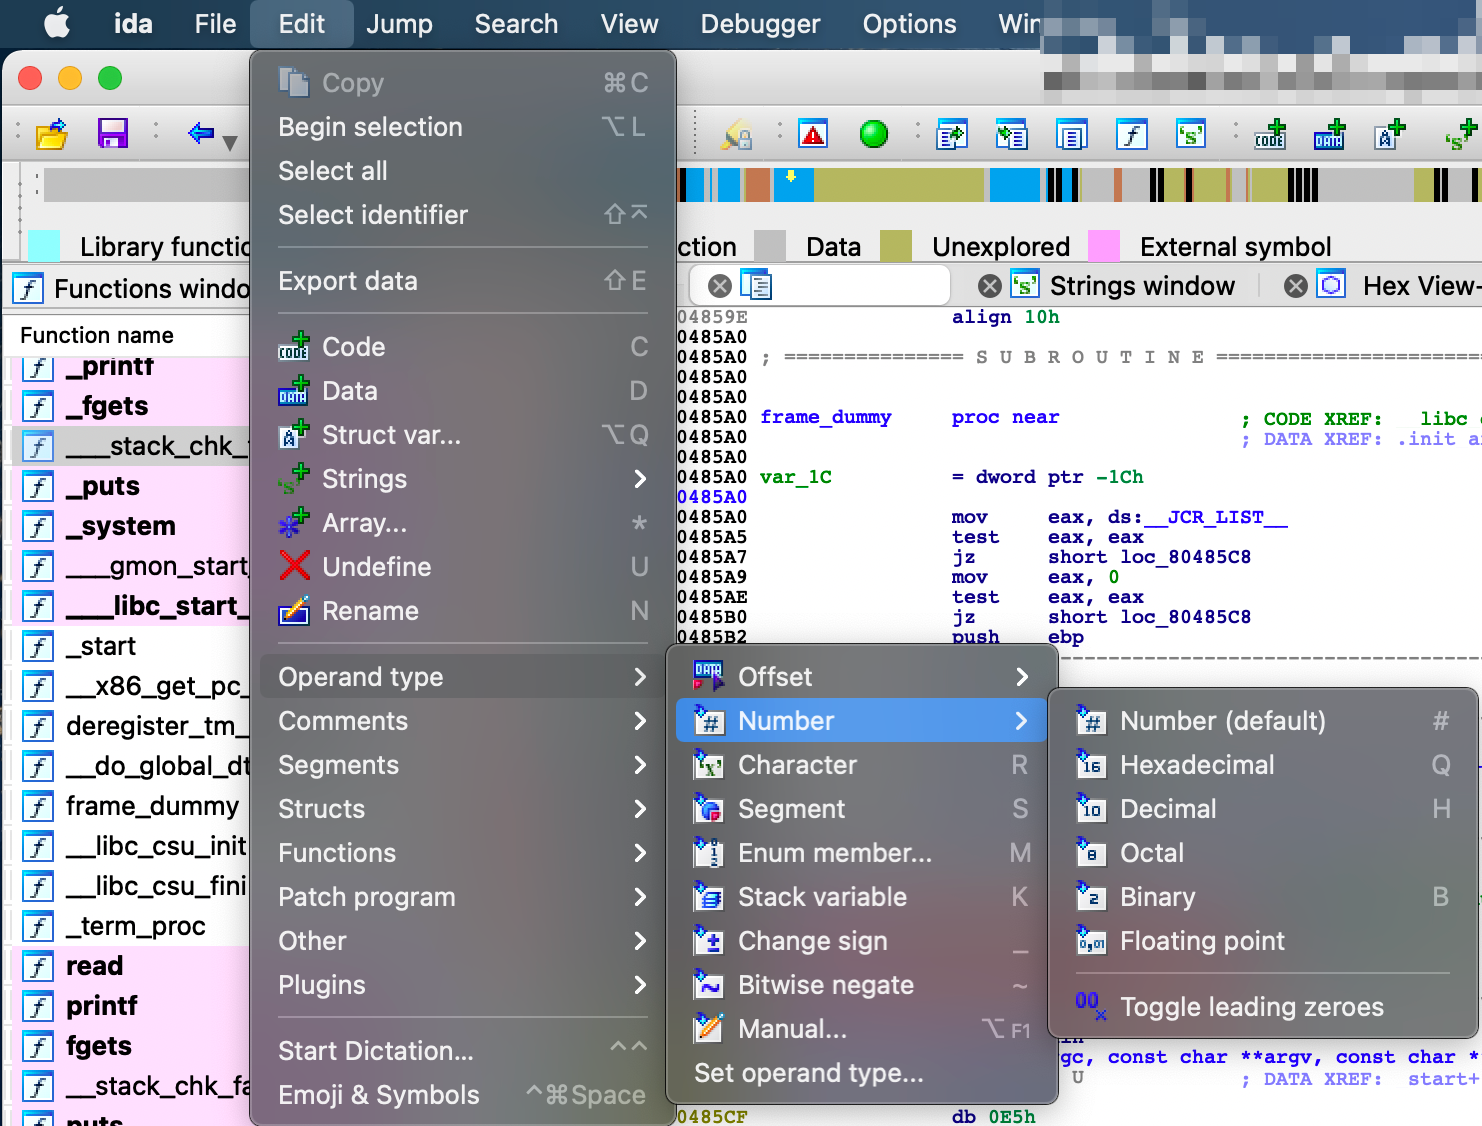 ida File Edit Jump Search View Debugger Options
Copy ⌘C
Begin selection ⌥L
Select all
Select identifier ⇧⌅
Export data ⇧E
Code C
Data D
Struct var... ⌥Q
Strings
Array... *
Undefine U
Rename N
Operand type
Comments
Segments
Structs
Functions
Patch program
Other
Plugins
Start Dictation...
Emoji & Symbols ^⌘Space
Offset
Number
Character R
Segment S
Enum member... M
Stack variable K
Change sign _
Bitwise negate ~
Manual... ⌥F1
Set operand type...
Number (default) #
Hexadecimal Q
Decimal H
Octal
Binary B
Floating point
Toggle leading zeroes
Library functio
ction Data Unexplored External symbol
Functions windo
Strings window Hex View-
Function name
_printf
_fgets
___stack_chk_
_puts
_system
___gmon_start_
___libc_start_
_start
__x86_get_pc_
deregister_tm_
__do_global_dt
frame_dummy
__libc_csu_init
__libc_csu_fini
_term_proc
read
printf
fgets
__stack_chk_fa
puts
04859E align 10h
0485A0
0485A0 ; =============== S U B R O U T I N E ======================
0485A0
0485A0
0485A0 frame_dummy proc near ; CODE XREF: __libc
0485A0 ; DATA XREF: .init
0485A0
0485A0 var_1C = dword ptr -1Ch
0485A0
0485A0 mov eax, ds:__JCR_LIST__
0485A5 test eax, eax
0485A7 jz short loc_80485C8
0485A9 mov eax, 0
0485AE test eax, eax
0485B0 jz short loc_80485C8
0485B2 push ebp
gc, const char **argv, const char *
U ; DATA XREF: start+
0485CF db 0E5h